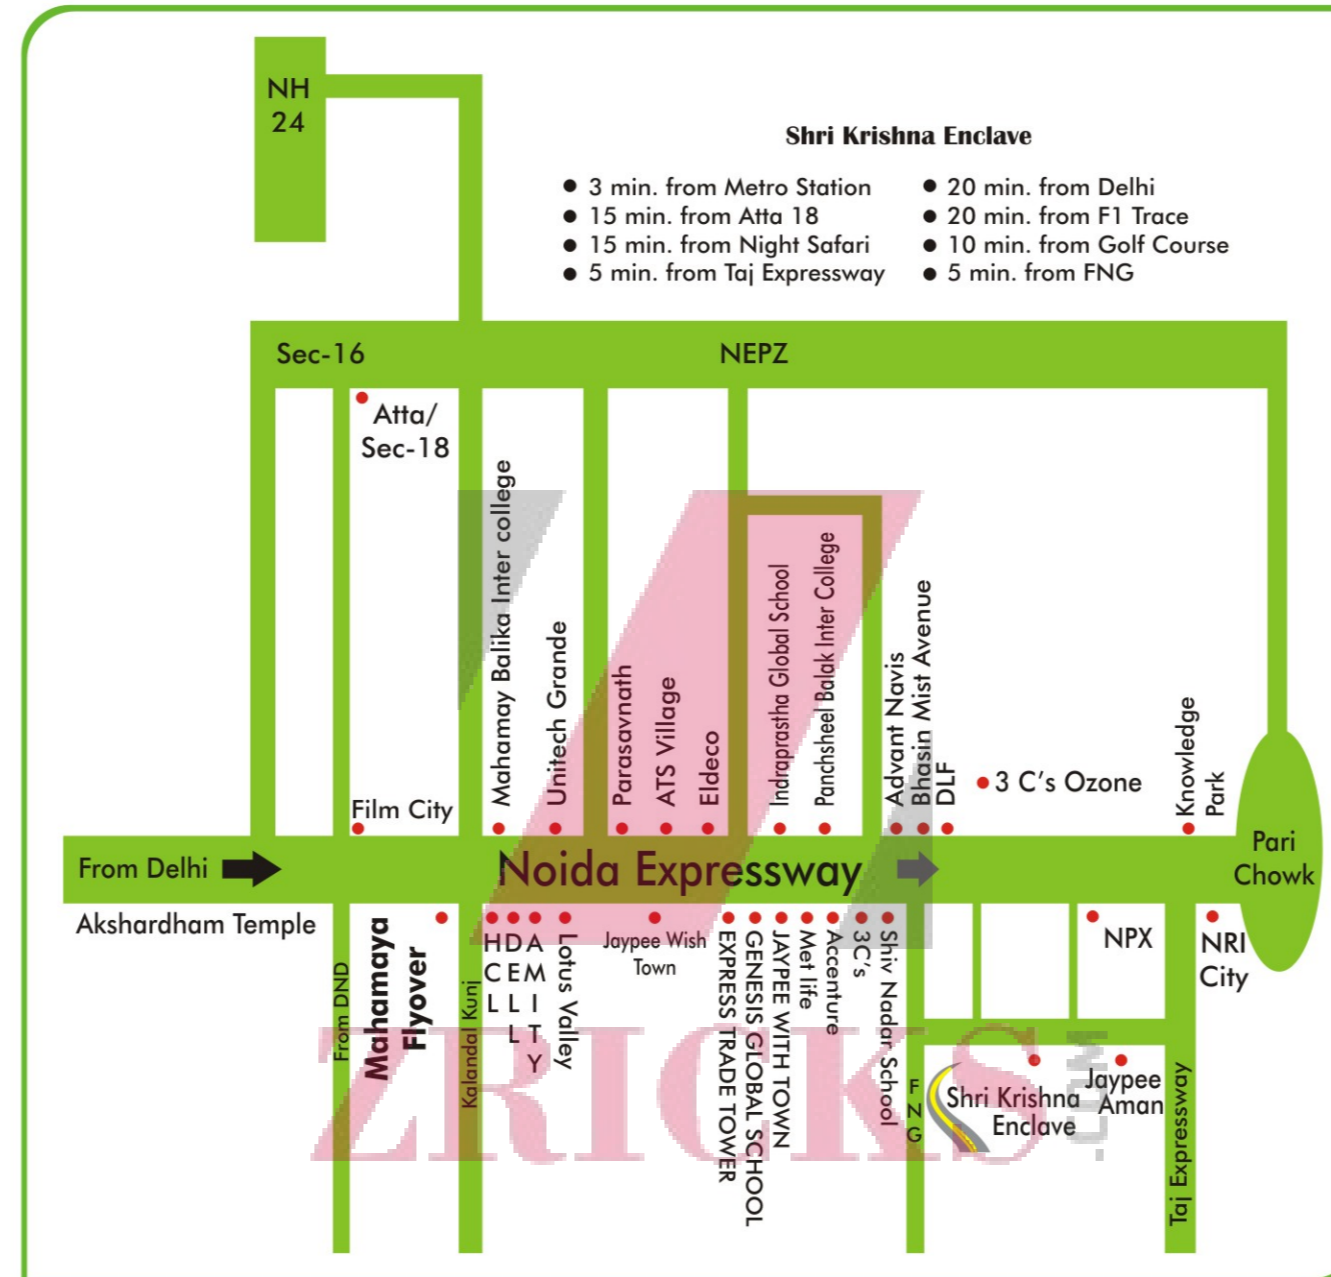 NH
24
Shri Krishna Enclave
● 3 min. from Metro Station
● 15 min. from Atta 18
● 15 min. from Night Safari
● 5 min. from Taj Expressway
● 20 min. from Delhi
● 20 min. from F1 Trace
● 10 min. from Golf Course
● 5 min. from FNG
Sec-16
NEPZ
Atta/
Sec-18
Mahamay Balika Inter college
Unitech Grande
Parasavnath
ATS Village
Eldeco
Indraprastha Global School
Panchsheel Balak Inter College
Advant Navis
Bhasin Mist Avenue
DLF
3 C's Ozone
Knowledge
Park
Film City
From Delhi
Noida Expressway
Pari
Chowk
Akshardham Temple
From DND
Mahamaya
Flyover
Kalandal Kunj
HCL
DELL
AMITY
Lotus Valley
Jaypee Wish
Town
EXPRESS TRADE TOWER
GENESIS GLOBAL SCHOOL
JAYPEE WITH TOWN
Met life
Accenture
3C's
Shiv Nadar School
NPX
NRI
City
FNG
Shri Krishna
Enclave
Jaypee
Aman
Taj Expressway
ZRICKS
.COM